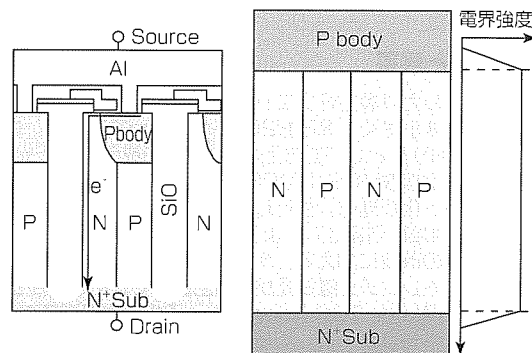 Source
Al
Pbody
P
e⁻
N
P
SiO
N
N⁺Sub
Drain
P body
N
P
N
P
N Sub
電界強度